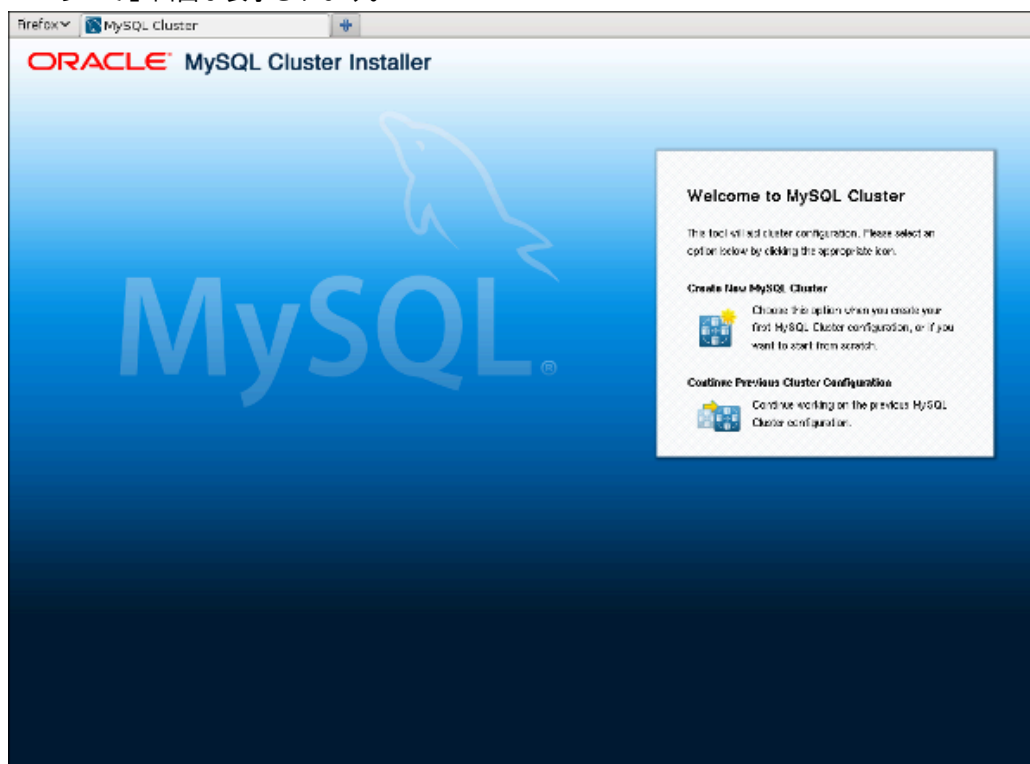 Firefox MySQL Cluster
ORACLE MySQL Cluster Installer
MySQL®
Welcome to MySQL Cluster
This tool will aid cluster configuration. Please select an
option below by clicking the appropriate icon.
Create New MySQL Cluster
Choose this option when you create your
first MySQL Cluster configuration, or if you
want to start from scratch.
Continue Previous Cluster Configuration
Continue working on the previous MySQL
Cluster configuration.